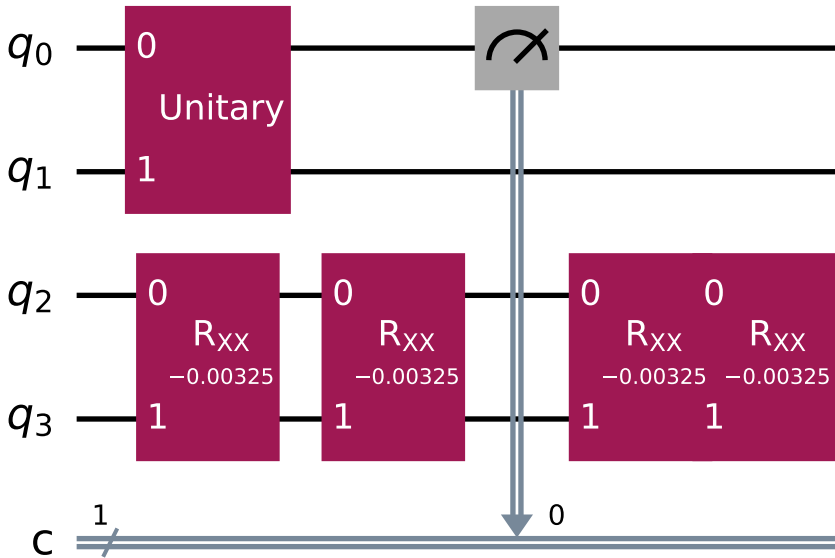 q0 0
Unitary
q1 1
q2 0 0 0 0
RXX RXX RXX RXX
−0.00325 −0.00325 −0.00325 −0.00325
q3 1 1 1 1
1 0
c